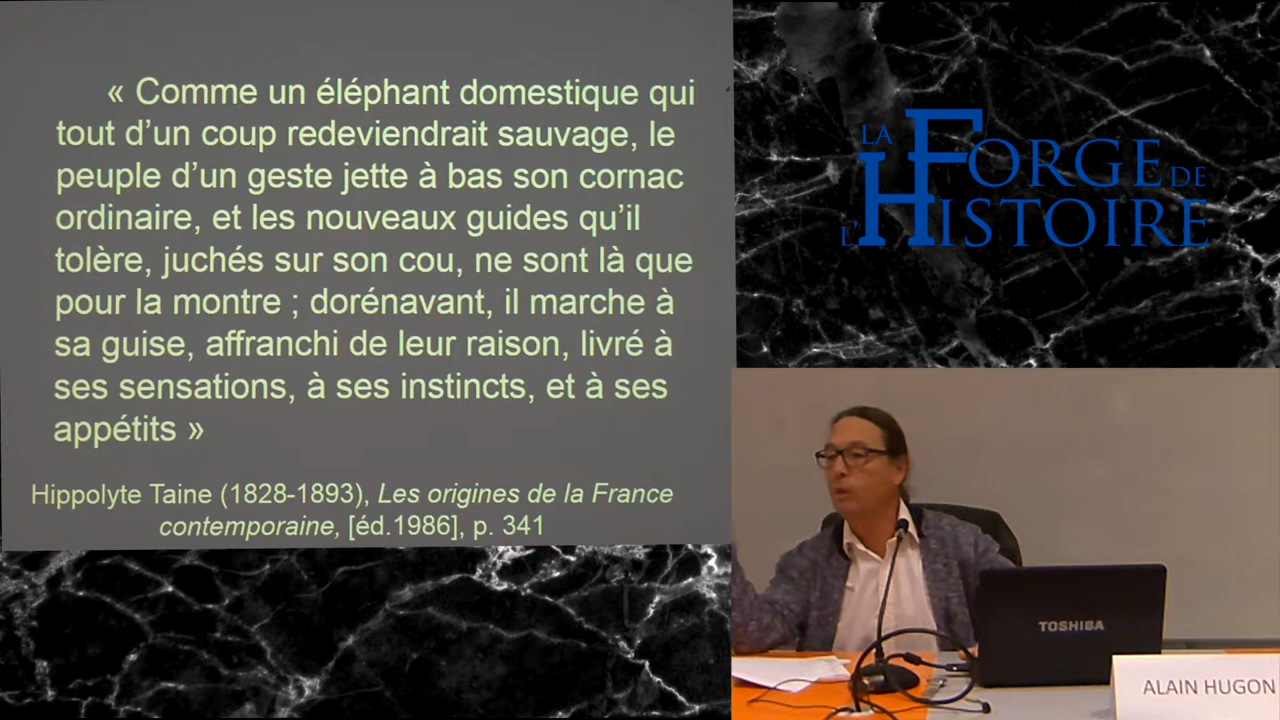 « Comme un éléphant domestique qui
tout d'un coup redeviendrait sauvage, le
peuple d'un geste jette à bas son cornac
ordinaire, et les nouveaux guides qu'il
tolère, juchés sur son cou, ne sont là que
pour la montre ; dorénavant, il marche à
sa guise, affranchi de leur raison, livré à
ses sensations, à ses instincts, et à ses
appétits »
Hippolyte Taine (1828-1893), Les origines de la France
contemporaine, [éd.1986], p. 341
LA FORGE DE
L'HISTOIRE
TOSHIBA
ALAIN HUGON